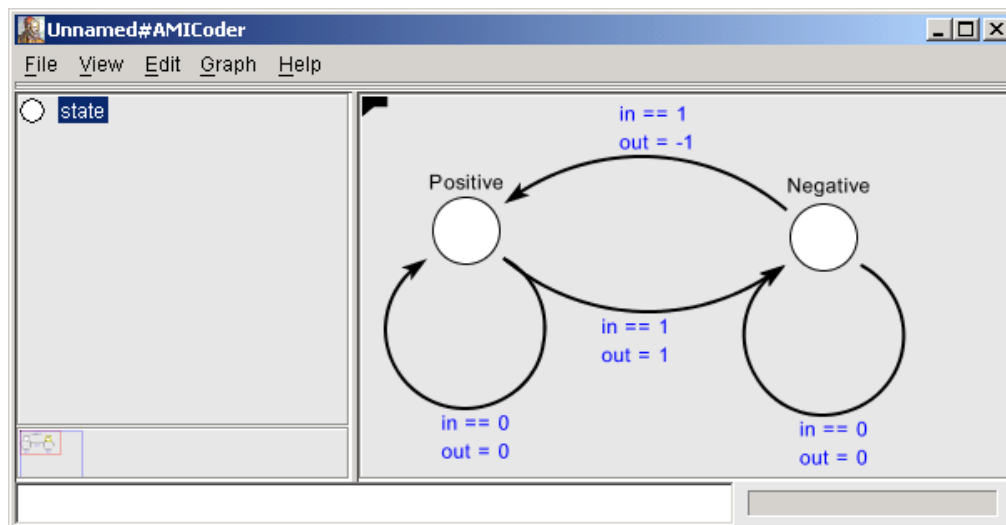 Unnamed#AMICoder
File View Edit Graph Help
state
in == 1
out = -1
Positive
Negative
in == 1
out = 1
in == 0
out = 0
in == 0
out = 0